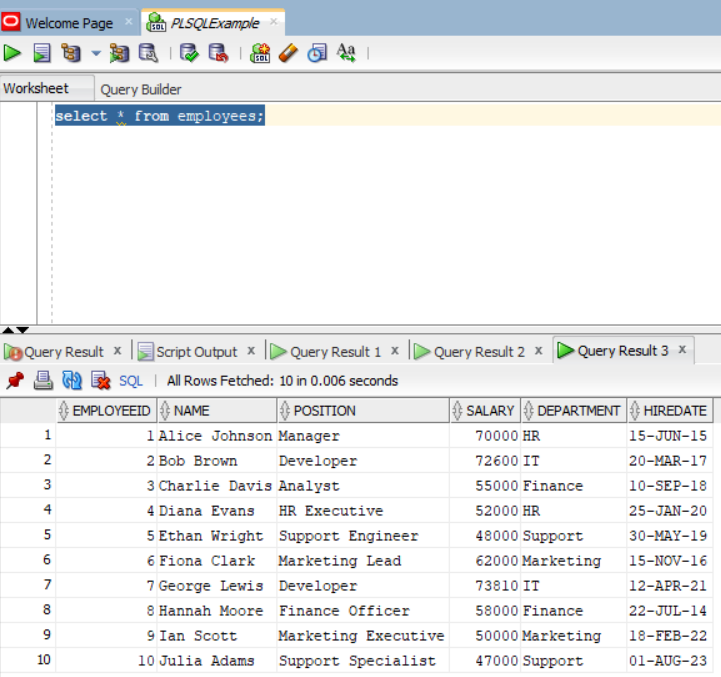 Welcome Page PLSQLExample
Worksheet Query Builder
select * from employees;
Query Result Script Output Query Result 1 Query Result 2 Query Result 3
SQL | All Rows Fetched: 10 in 0.006 seconds
EMPLOYEEID NAME POSITION SALARY DEPARTMENT HIREDATE
1 1 Alice Johnson Manager 70000 HR 15-JUN-15
2 2 Bob Brown Developer 72600 IT 20-MAR-17
3 3 Charlie Davis Analyst 55000 Finance 10-SEP-18
4 4 Diana Evans HR Executive 52000 HR 25-JAN-20
5 5 Ethan Wright Support Engineer 48000 Support 30-MAY-19
6 6 Fiona Clark Marketing Lead 62000 Marketing 15-NOV-16
7 7 George Lewis Developer 73810 IT 12-APR-21
8 8 Hannah Moore Finance Officer 58000 Finance 22-JUL-14
9 9 Ian Scott Marketing Executive 50000 Marketing 18-FEB-22
10 10 Julia Adams Support Specialist 47000 Support 01-AUG-23